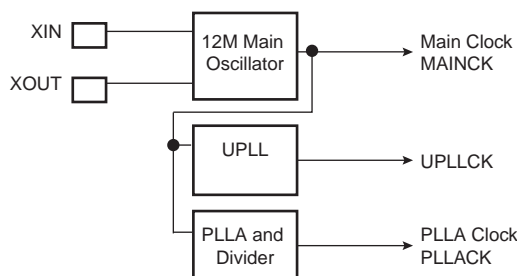 XIN
12M Main
Oscillator
Main Clock
MAINCK
XOUT
UPLL
UPLLCK
PLLA and
Divider
PLLA Clock
PLLACK